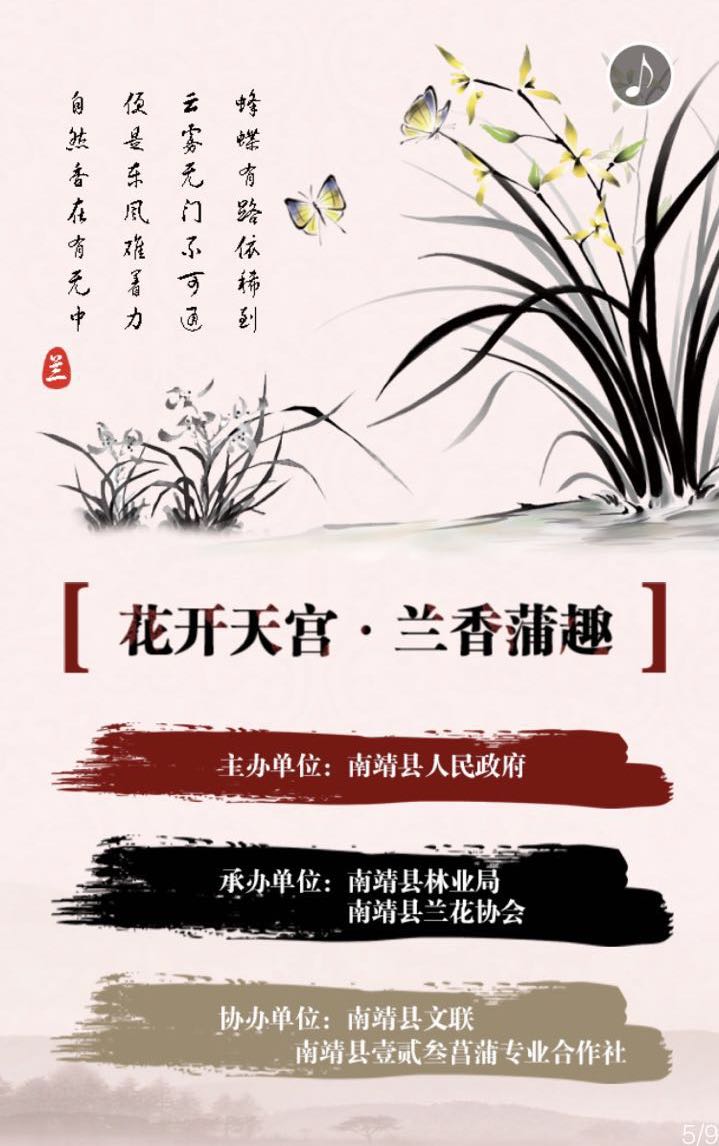 蜂蝶有路依稀到
云雾无门不可通
便是东风难着力
自然香在有无中
兰
花开天宫·兰香蒲趣
主办单位：南靖县人民政府
承办单位：南靖县林业局
南靖县兰花协会
协办单位：南靖县文联
南靖县壹贰叁菖蒲专业合作社
5/9